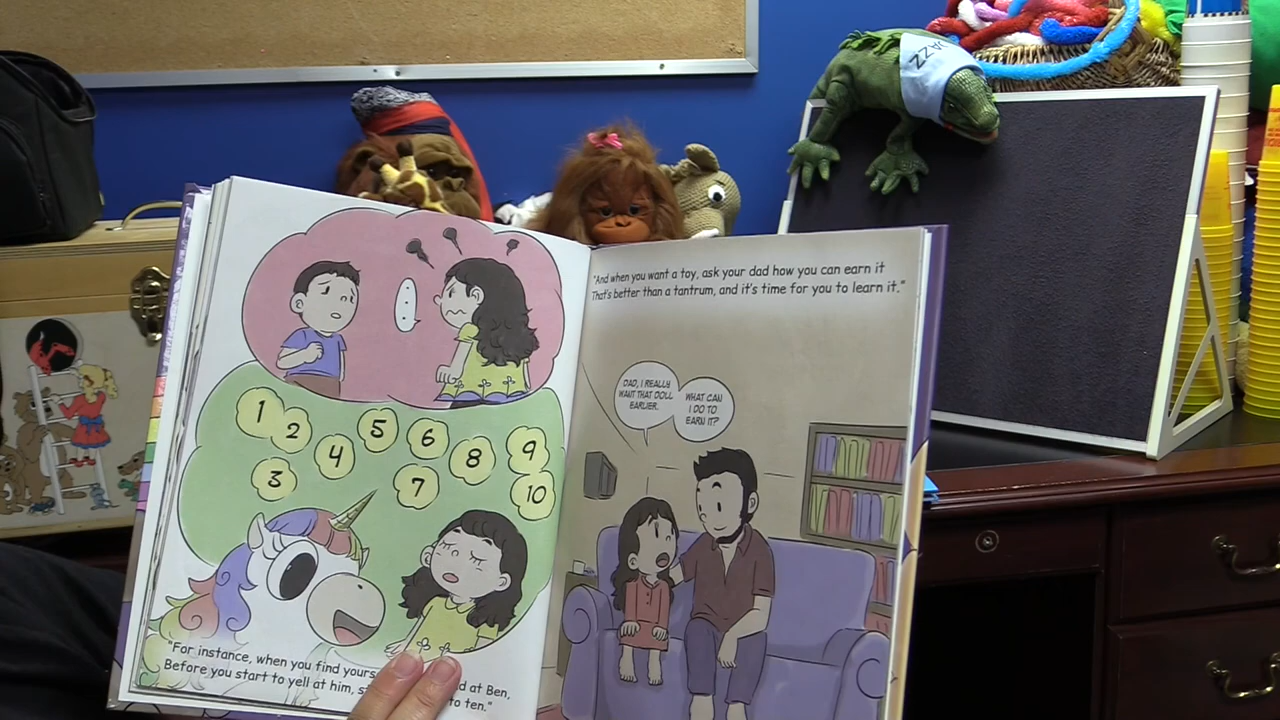 1
2
3
4
5
6
7
8
9
10
"For instance, when you find yours d at Ben,
Before you start to yell at him, s to ten."
"And when you want a toy, ask your dad how you can earn it
That's better than a tantrum, and it's time for you to learn it."
DAD, I REALLY
WANT THAT DOLL
EARLIER.
WHAT CAN
I DO TO
EARN IT?
JAZZ